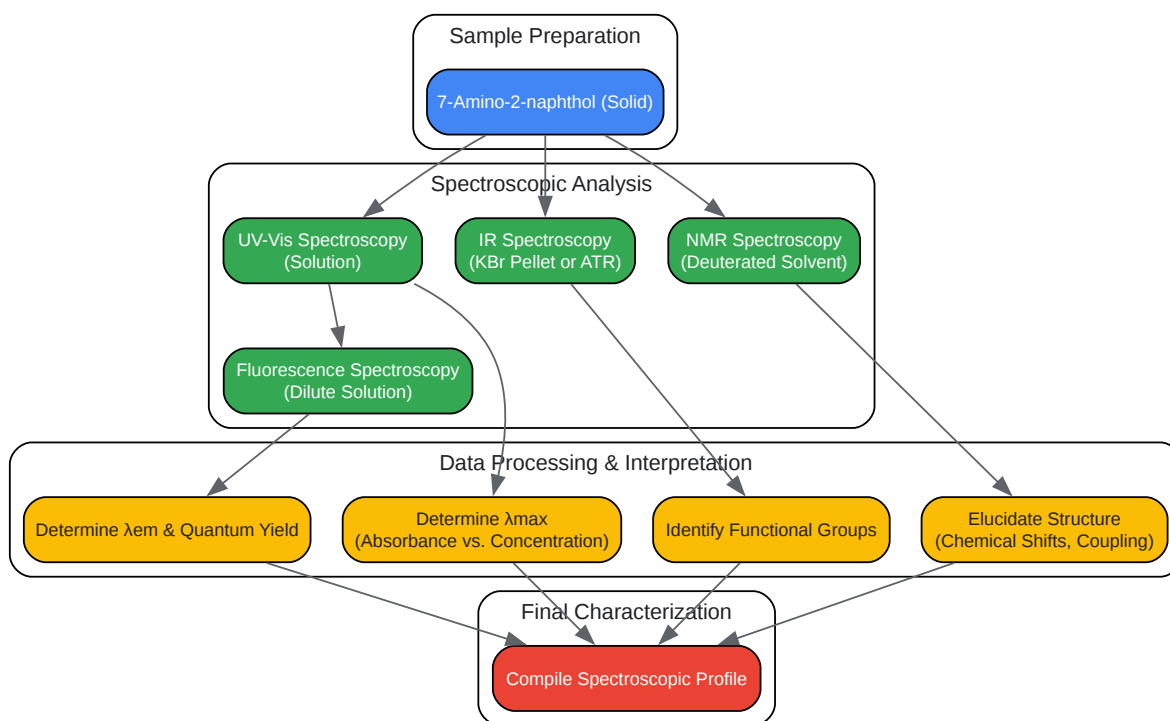 Sample Preparation
7-Amino-2-naphthol (Solid)
Spectroscopic Analysis
UV-Vis Spectroscopy
(Solution)
IR Spectroscopy
(KBr Pellet or ATR)
NMR Spectroscopy
(Deuterated Solvent)
Fluorescence Spectroscopy
(Dilute Solution)
Data Processing & Interpretation
Determine λem & Quantum Yield
Determine λmax
(Absorbance vs. Concentration)
Identify Functional Groups
Elucidate Structure
(Chemical Shifts, Coupling)
Final Characterization
Compile Spectroscopic Profile